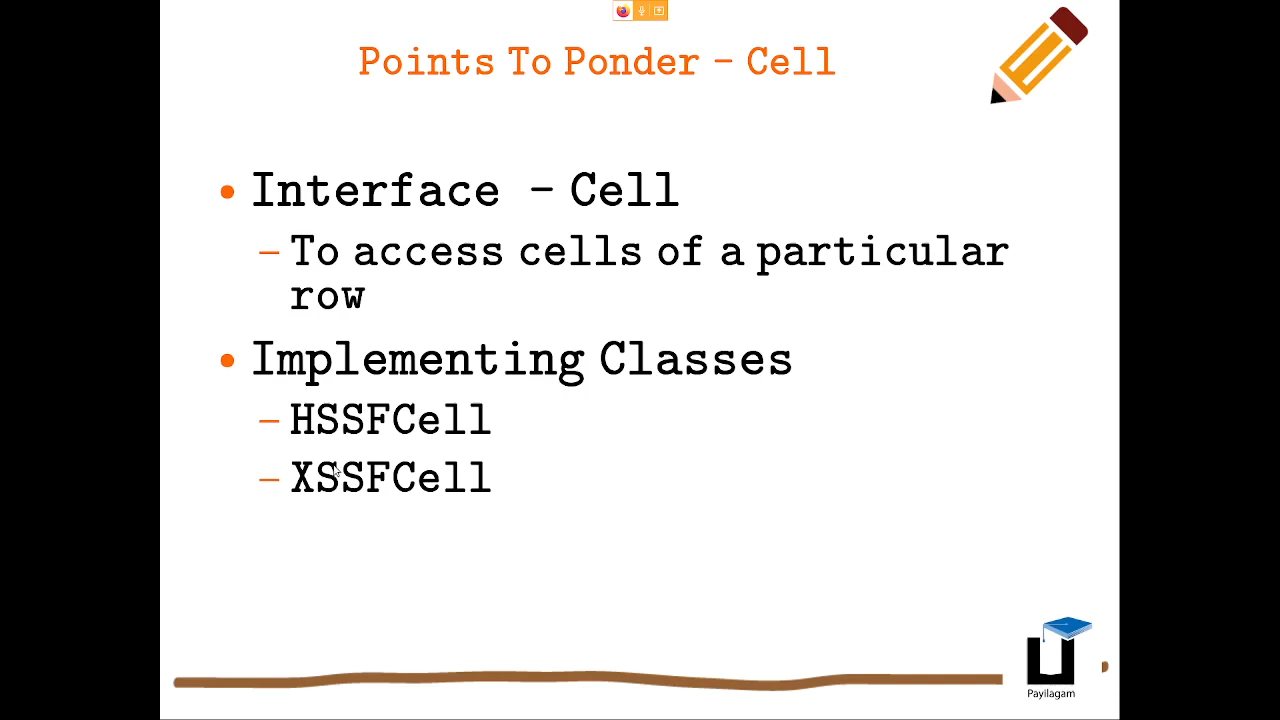 Points To Ponder – Cell
• Interface – Cell
– To access cells of a particular
row
• Implementing Classes
– HSSFCell
– XSSFCell
Payilagam